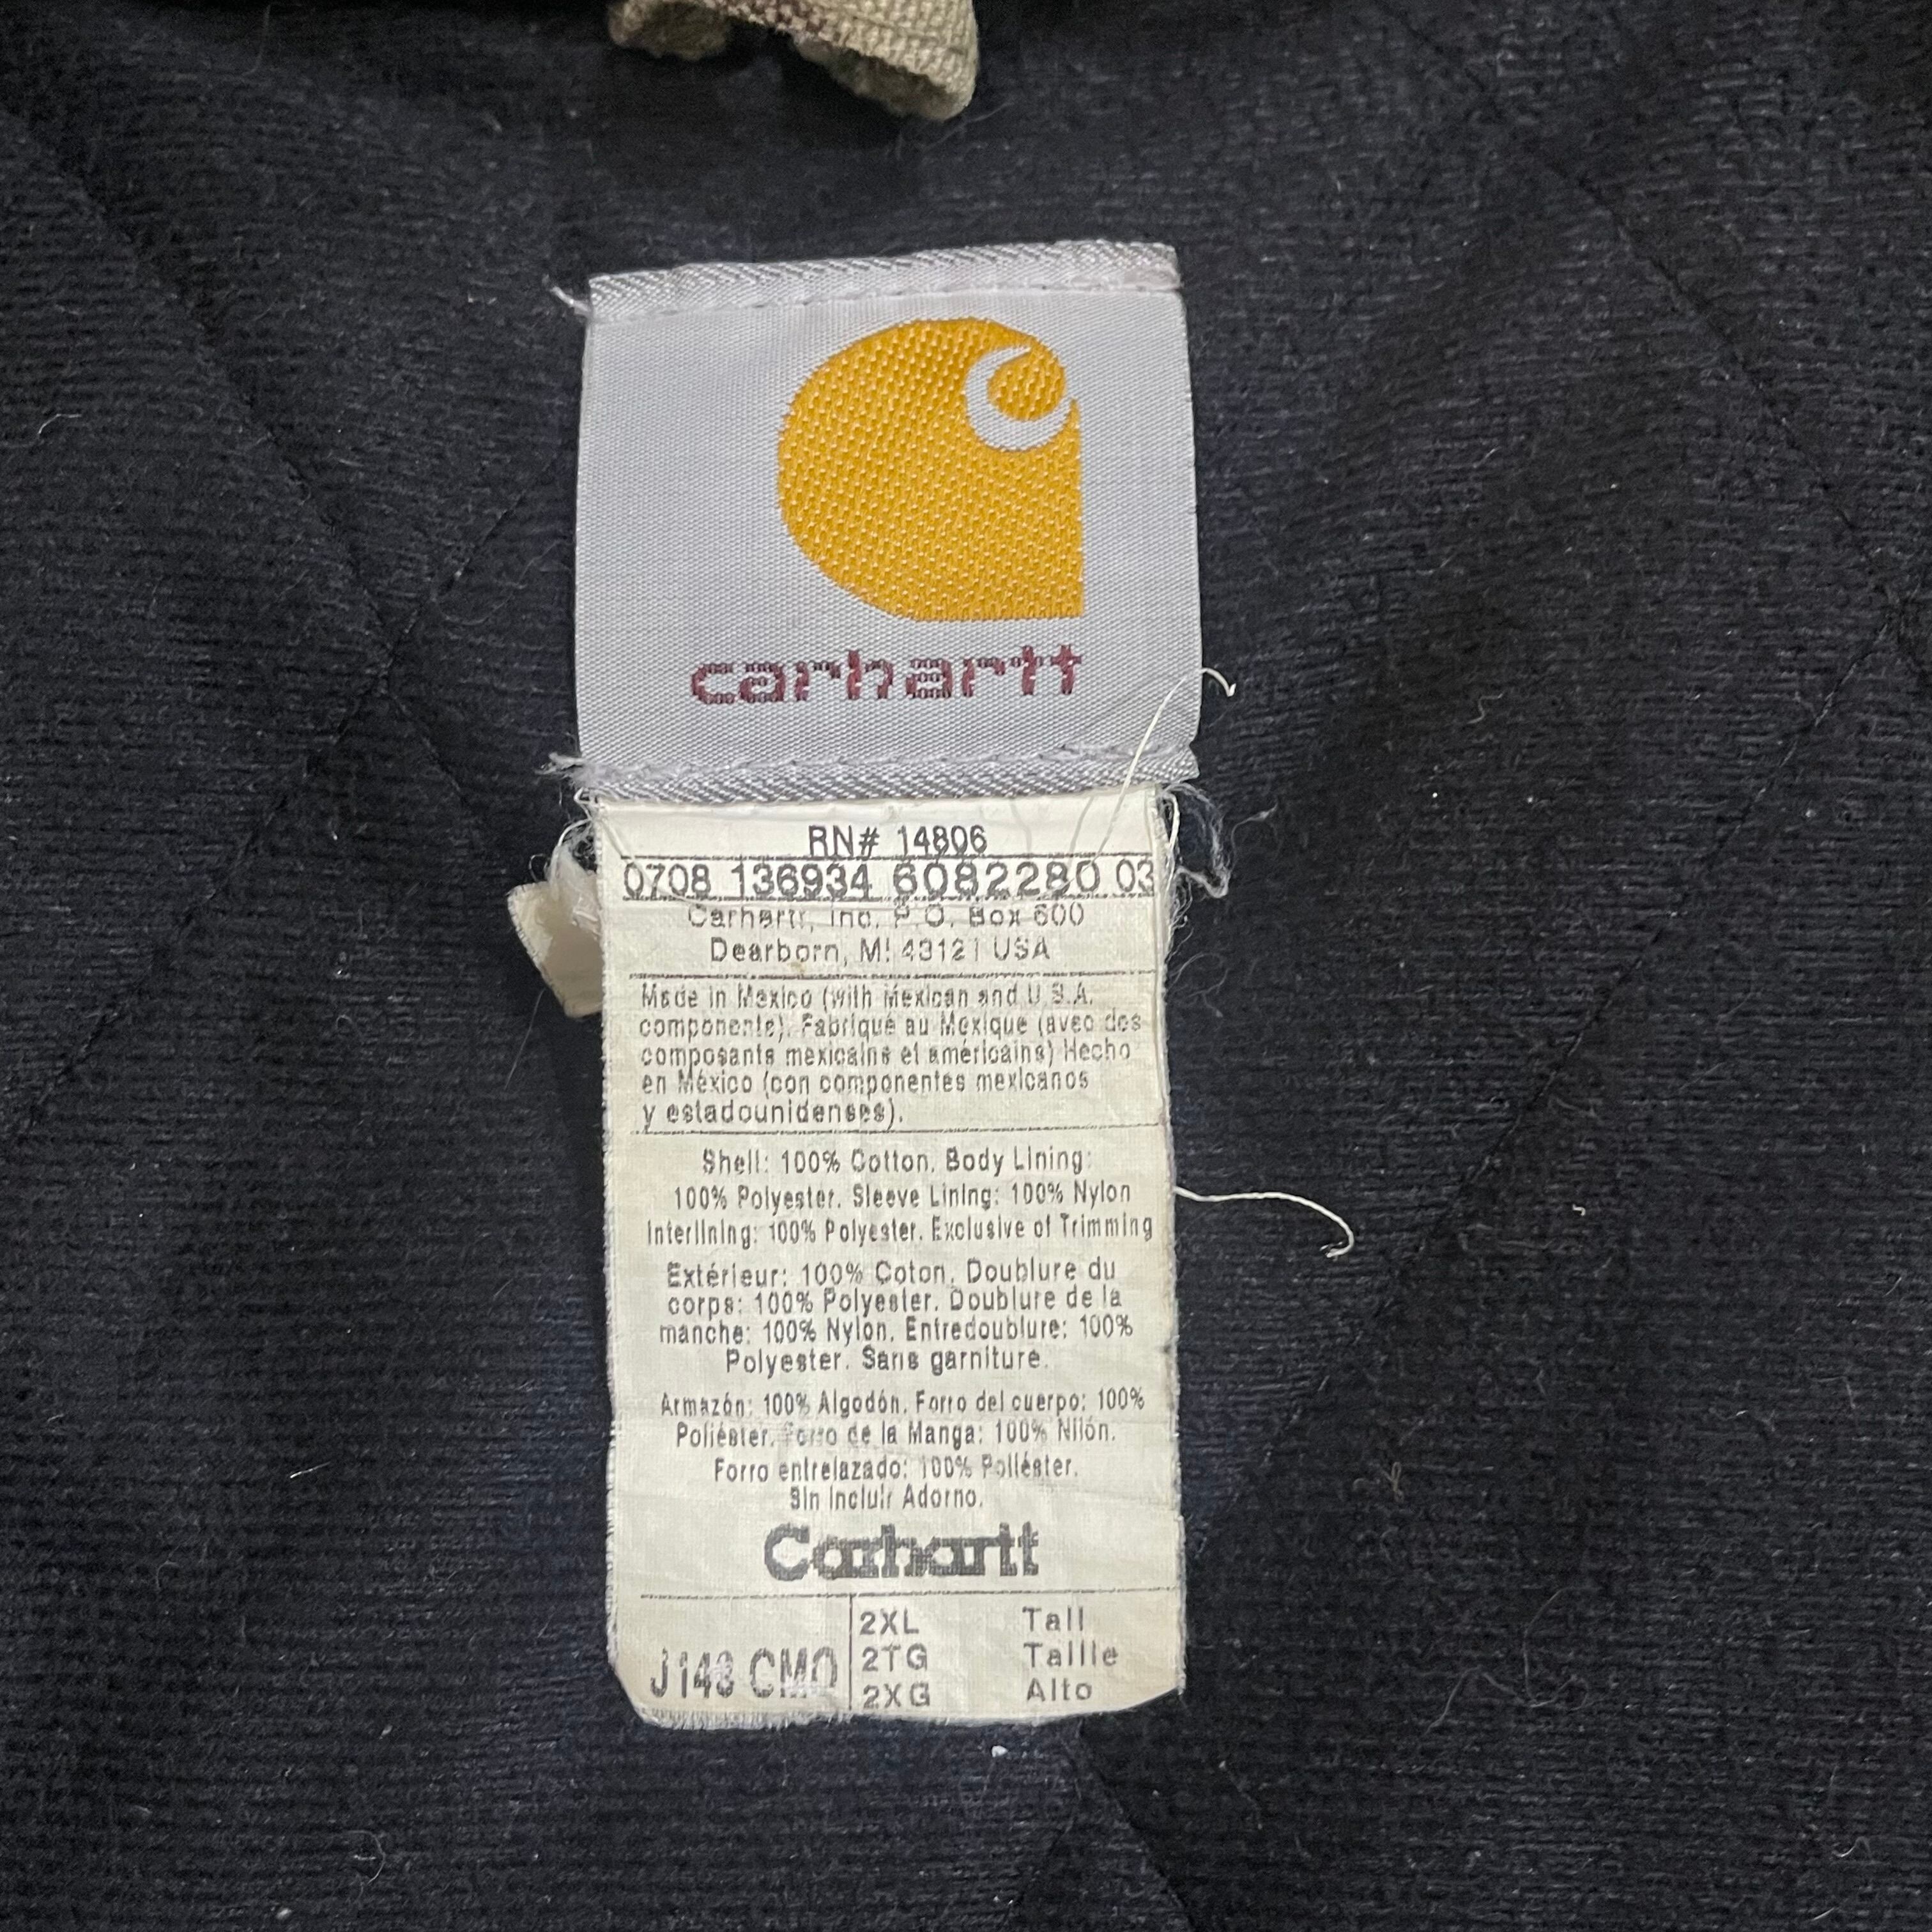 carhartt
RN# 14806
0708 136934 6082280 03
Carhartt, Inc. P.O. Box 600
Dearborn, MI 48121 USA
Made in Mexico (with Mexican and U.S.A.
components). Fabriqué au Mexique (avec des
composants mexicains et américains) Hecho
en México (con componentes mexicanos
y estadounidenses).
Shell: 100% Cotton. Body Lining:
100% Polyester. Sleeve Lining: 100% Nylon
Interlining: 100% Polyester. Exclusive of Trimming
Extérieur: 100% Coton. Doublure du
corps: 100% Polyester. Doublure de la
manche: 100% Nylon. Entredoublure: 100%
Polyester. Sans garniture.
Armazón: 100% Algodón. Forro del cuerpo: 100%
Poliéster. Forro de la Manga: 100% Nilón.
Forro entrelazado: 100% Poliéster.
Sin Incluir Adorno.
Carhartt
J143 CMO
2XL Tall
2TG Taille
2XG Alto